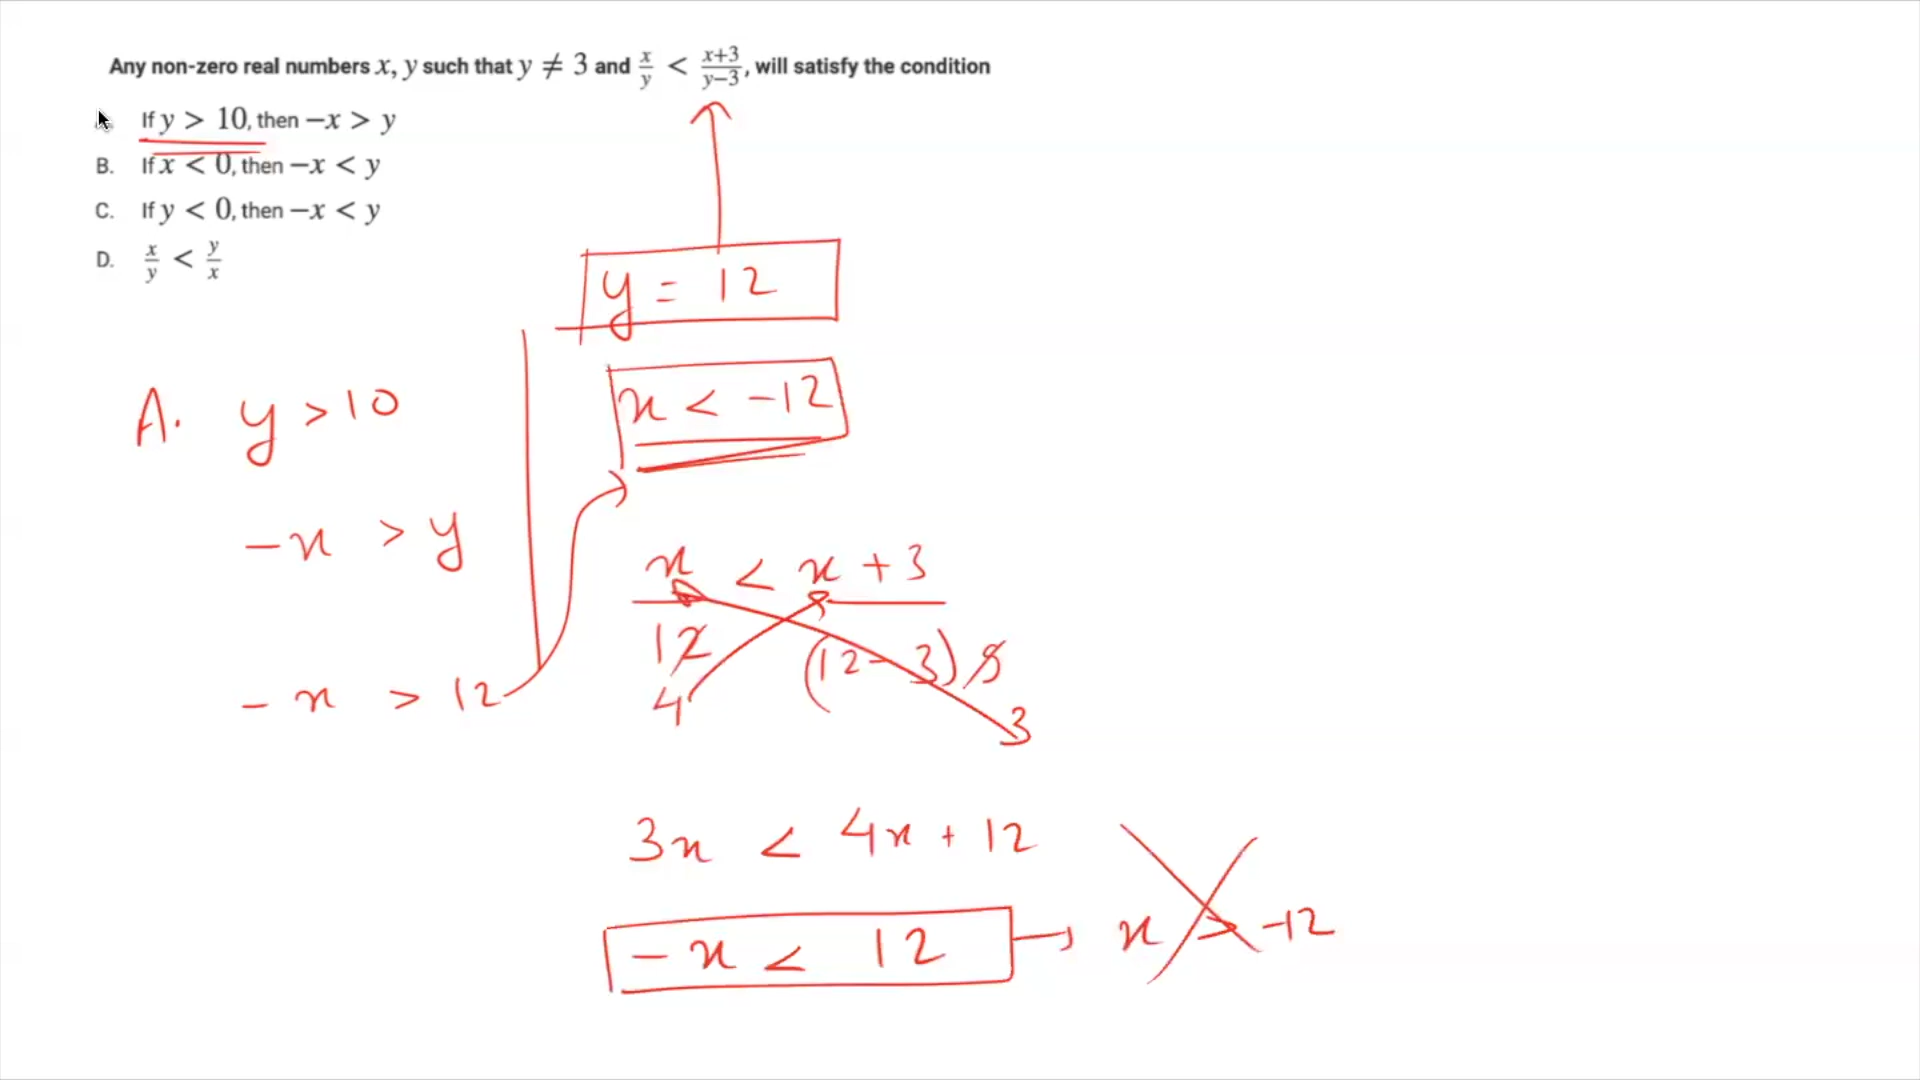 Any non-zero real numbers x, y such that y ≠ 3 and x/y < x+3/y−3, will satisfy the condition
If y > 10, then −x > y
B. If x < 0, then −x < y
C. If y < 0, then −x < y
D. x/y < y/x
y = 12
x < -12
A. y > 10
-x > y
x < x + 3
12 (12-3) 9
4 3
- x > 12
3x < 4x + 12
- x < 12 → x > -12